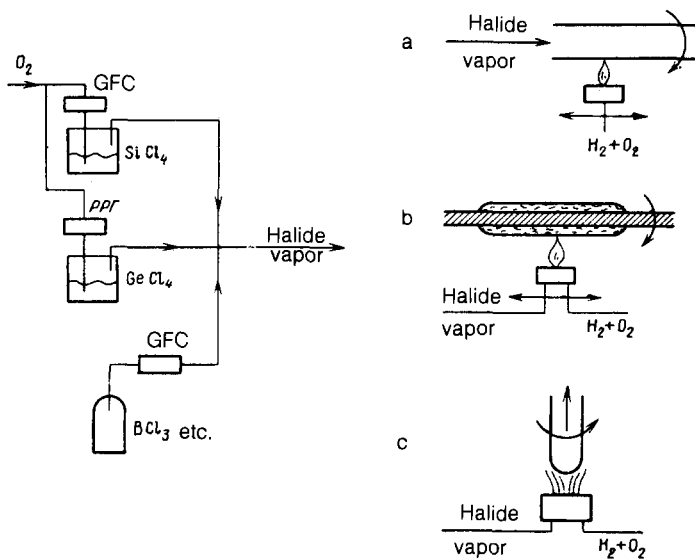 O₂
GFC
SiCl₄
ррг
GeCl₄
Halide
vapor
GFC
BCl₃ etc.
a
Halide
vapor
H₂+O₂
b
Halide
vapor
H₂+O₂
c
Halide
vapor
H₂+O₂